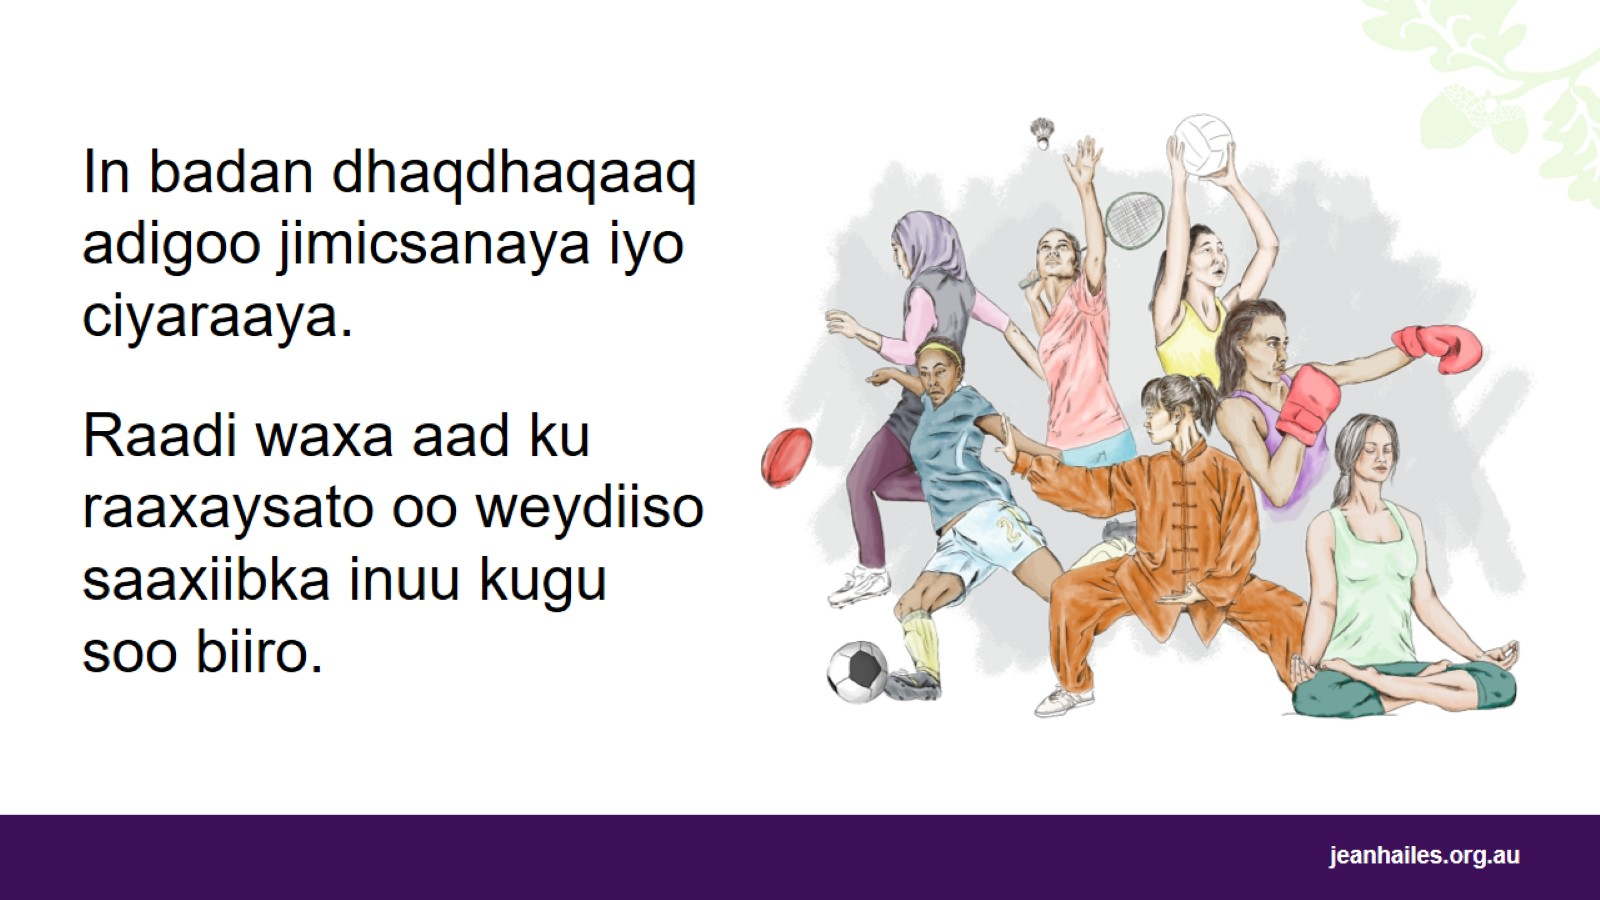 In badan dhaqdhaqaaq
adigoo jimicsanaya iyo
ciyaraaya.
Raadi waxa aad ku
raaxaysato oo weydiiso
saaxiibka inuu kugu
soo biiro.
jeanhailes.org.au